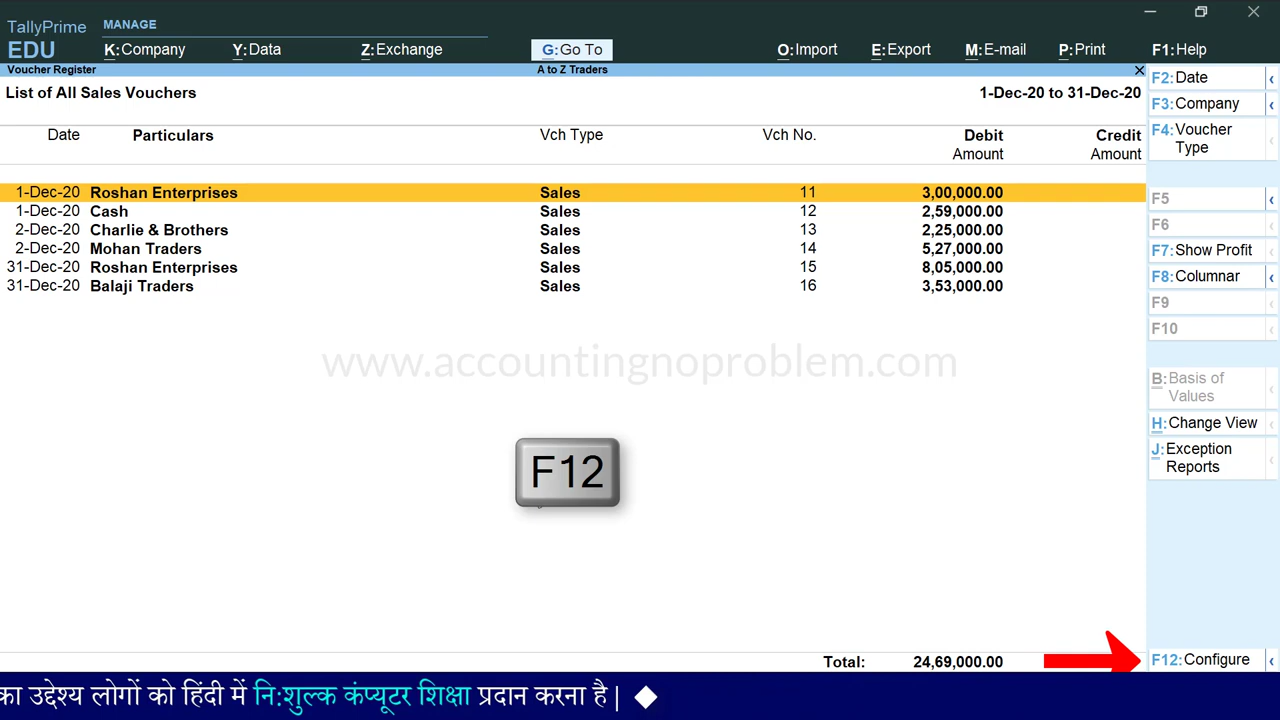 TallyPrime
EDU
MANAGE
K:Company Y:Data Z:Exchange G:Go To O:Import E:Export M:E-mail P:Print F1:Help
Voucher Register A to Z Traders
List of All Sales Vouchers 1-Dec-20 to 31-Dec-20
Date Particulars Vch Type Vch No. Debit Credit
Amount Amount
1-Dec-20 Roshan Enterprises Sales 11 3,00,000.00
1-Dec-20 Cash Sales 12 2,59,000.00
2-Dec-20 Charlie & Brothers Sales 13 2,25,000.00
2-Dec-20 Mohan Traders Sales 14 5,27,000.00
31-Dec-20 Roshan Enterprises Sales 15 8,05,000.00
31-Dec-20 Balaji Traders Sales 16 3,53,000.00
www.accountingnoproblem.com
F12
Total: 24,69,000.00
F2:Date
F3:Company
F4:Voucher
Type
F5
F6
F7:Show Profit
F8:Columnar
F9
F10
B:Basis of
Values
H:Change View
J:Exception
Reports
F12:Configure
का उद्देश्य लोगों को हिंदी में नि:शुल्क कंप्यूटर शिक्षा प्रदान करना है| ◆